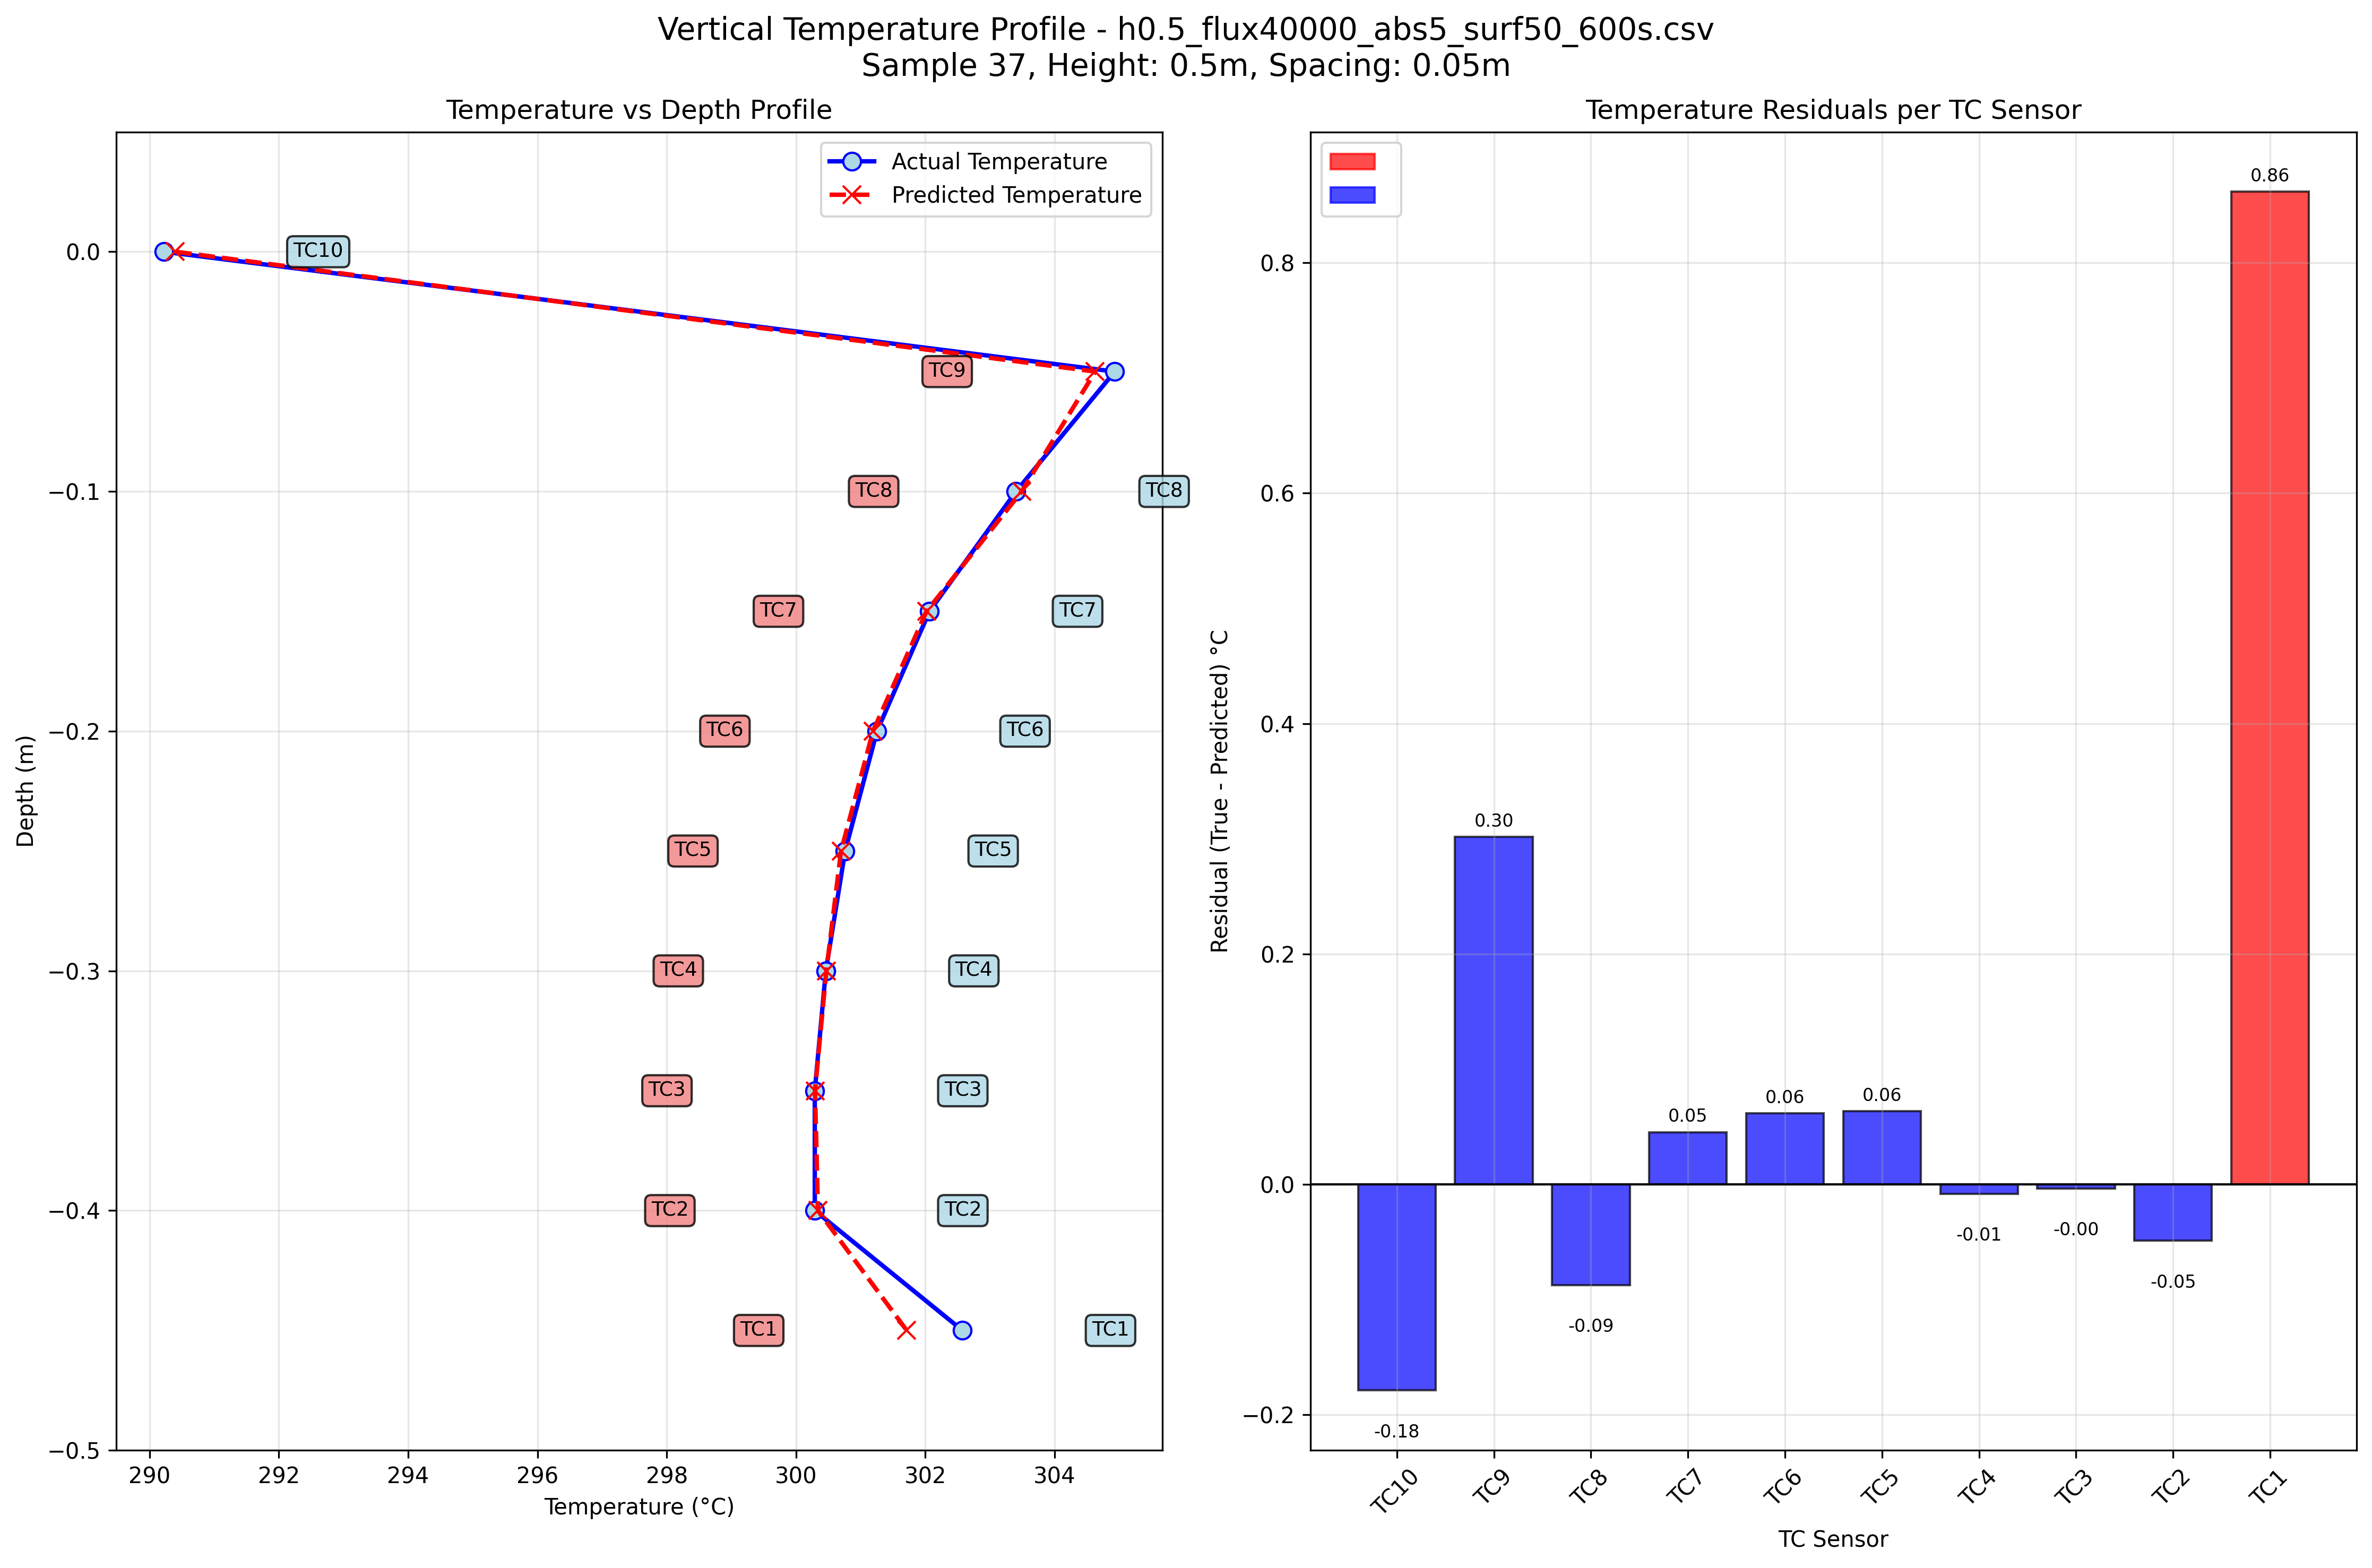 Vertical Temperature Profile - h0.5_flux40000_abs5_surf50_600s.csv
Sample 37, Height: 0.5m, Spacing: 0.05m
Temperature vs Depth Profile
Actual Temperature
Predicted Temperature
TC10
TC9
TC8
TC8
TC7
TC7
TC6
TC6
TC5
TC5
TC4
TC4
TC3
TC3
TC2
TC2
TC1
TC1
0.0
−0.1
−0.2
−0.3
−0.4
−0.5
Depth (m)
290
292
294
296
298
300
302
304
Temperature (°C)
Temperature Residuals per TC Sensor
0.86
0.30
0.05
0.06
0.06
-0.18
-0.09
-0.01
-0.00
-0.05
0.8
0.6
0.4
0.2
0.0
−0.2
Residual (True - Predicted) °C
TC10
TC9
TC8
TC7
TC6
TC5
TC4
TC3
TC2
TC1
TC Sensor